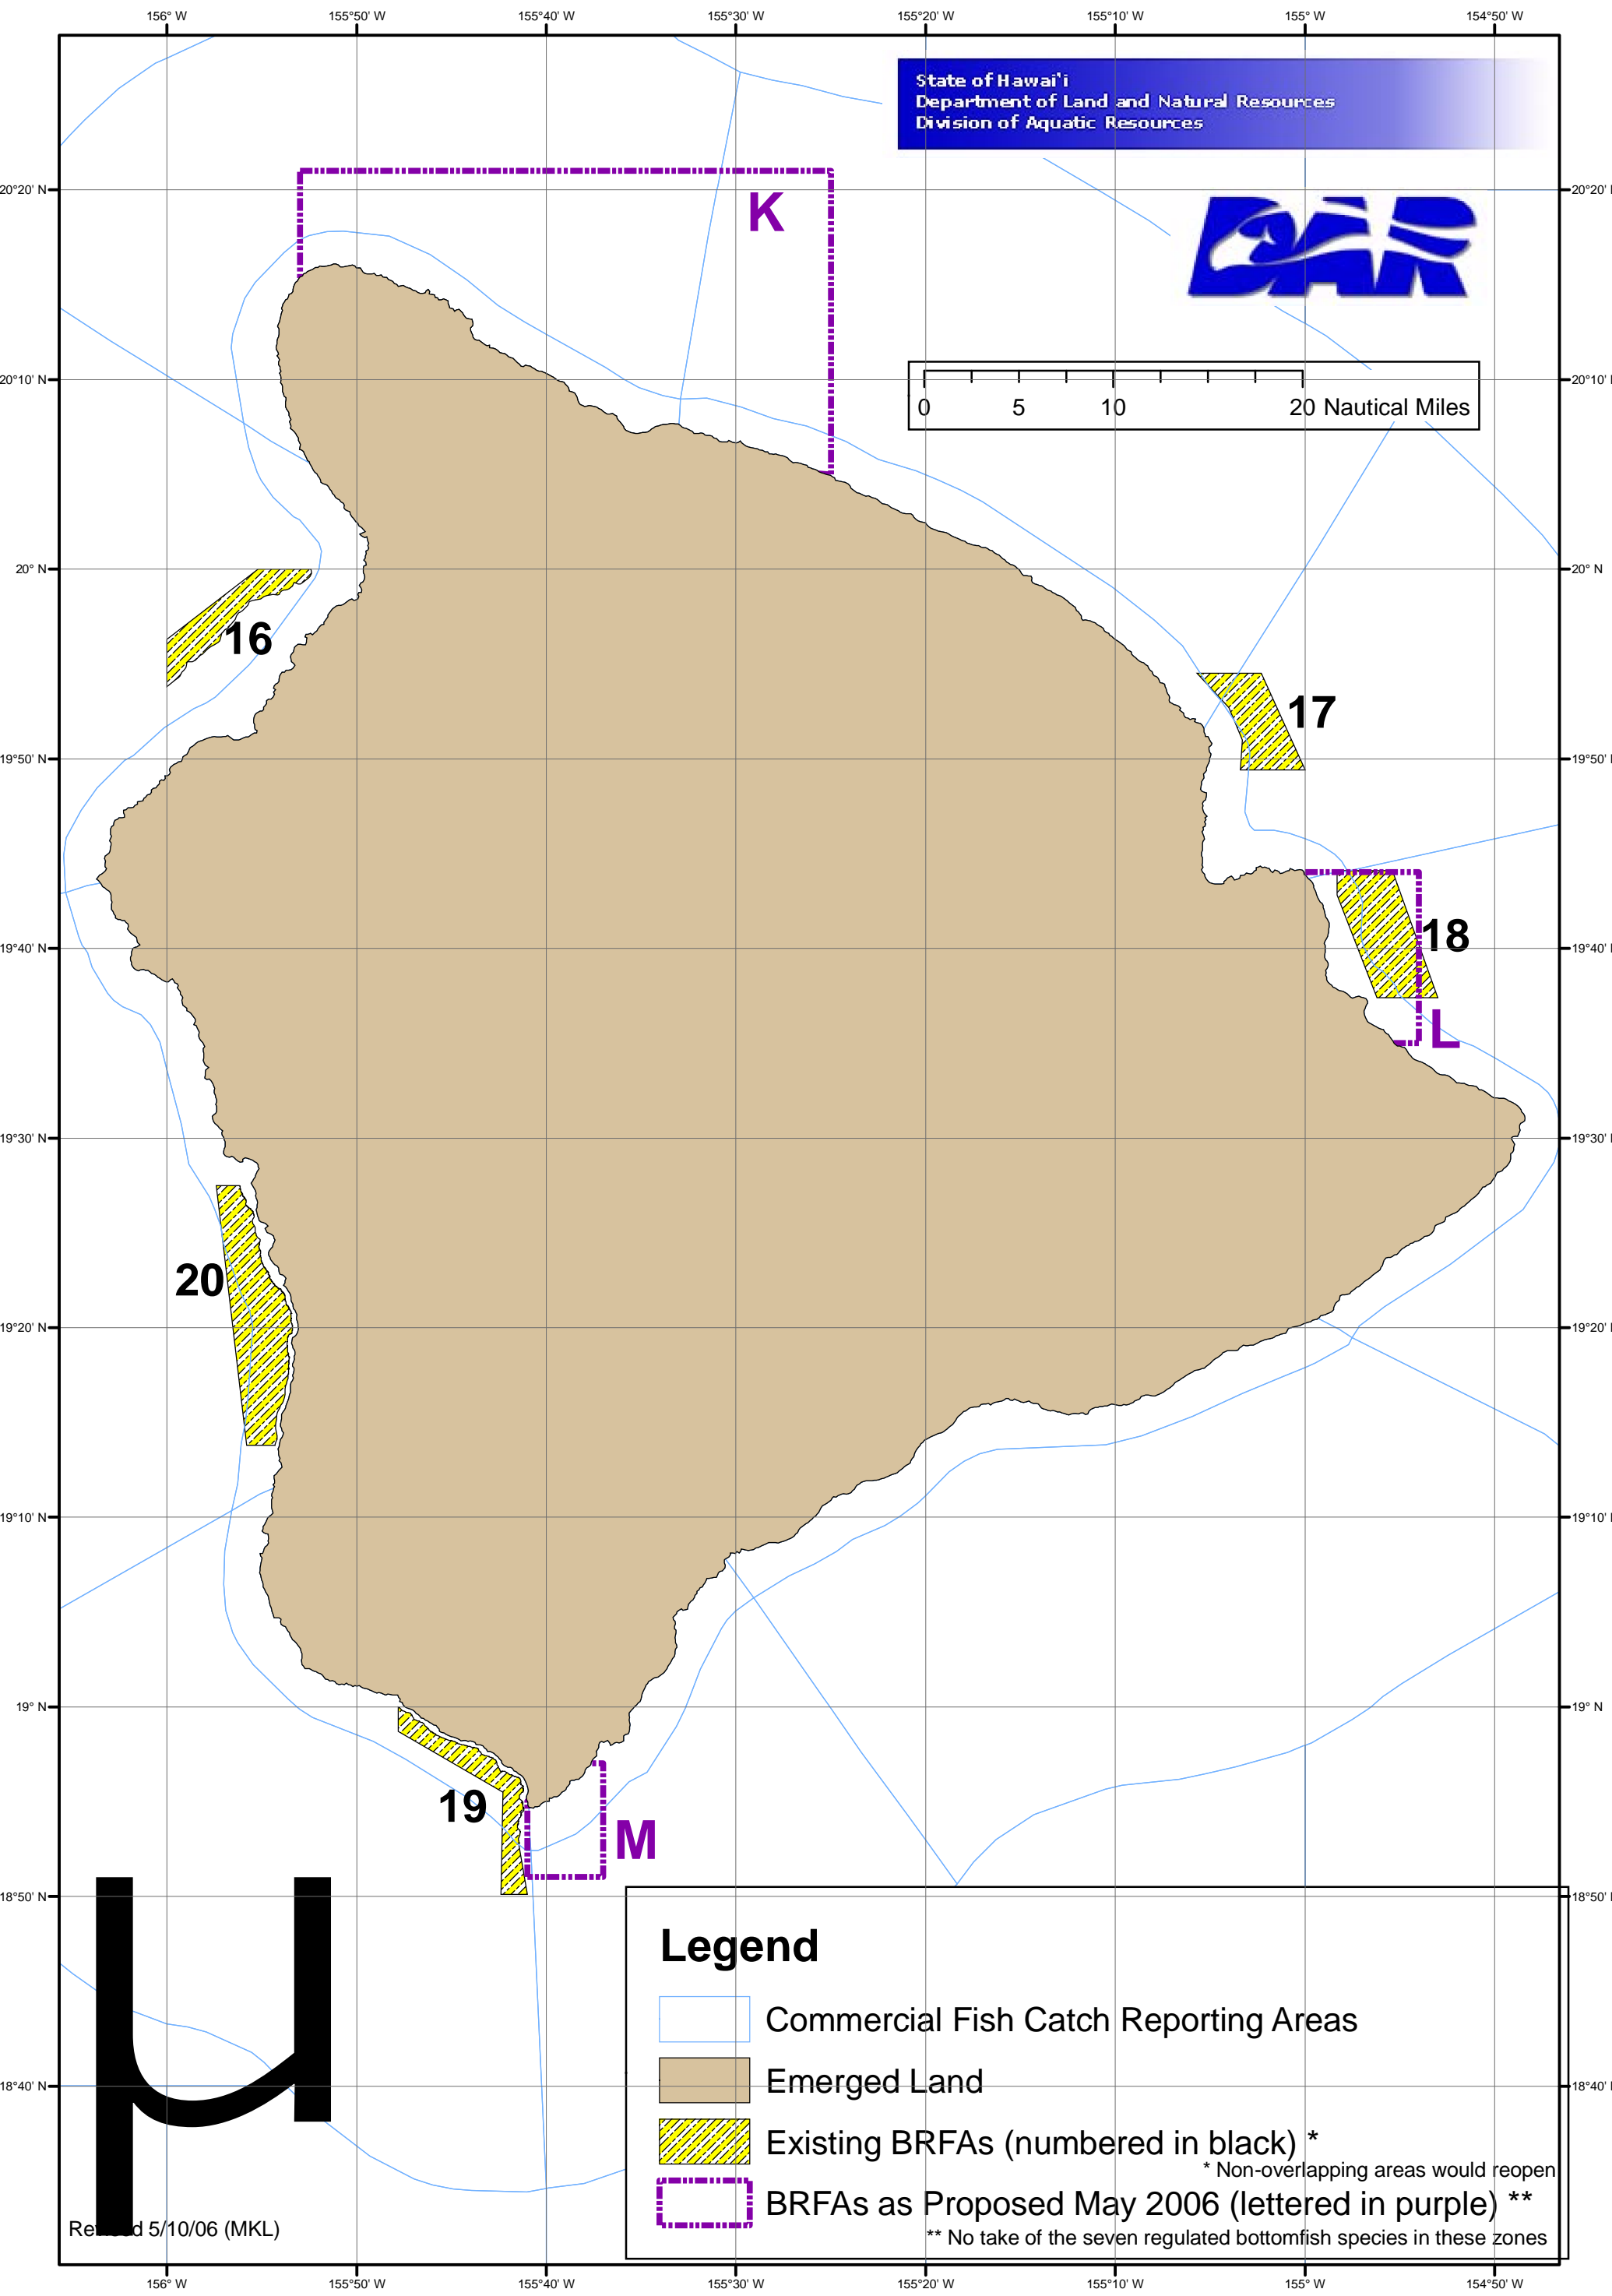 156° W 155°50' W 155°40' W 155°30' W 155°20' W 155°10' W 155° W 154°50' W
State of Hawai'i
Department of Land and Natural Resources
Division of Aquatic Resources
20°20' N 20°20'
K
DAR
20°10' N 20°10'
0 5 10 20 Nautical Miles
20° N 20° N
16
17
19°50' N 19°50'
18
19°40' N 19°40'
L
19°30' N 19°30'
20
19°20' N 19°20'
19°10' N 19°10'
19° N 19° N
19
M
18°50' N 18°50'
µ
Legend
Commercial Fish Catch Reporting Areas
Emerged Land
18°40' N 18°40'
Existing BRFAs (numbered in black) *
* Non-overlapping areas would reopen
BRFAs as Proposed May 2006 (lettered in purple) **
** No take of the seven regulated bottomfish species in these zones
5/10/06 (MKL)
156° W 155°50' W 155°40' W 155°30' W 155°20' W 155°10' W 155° W 154°50' W